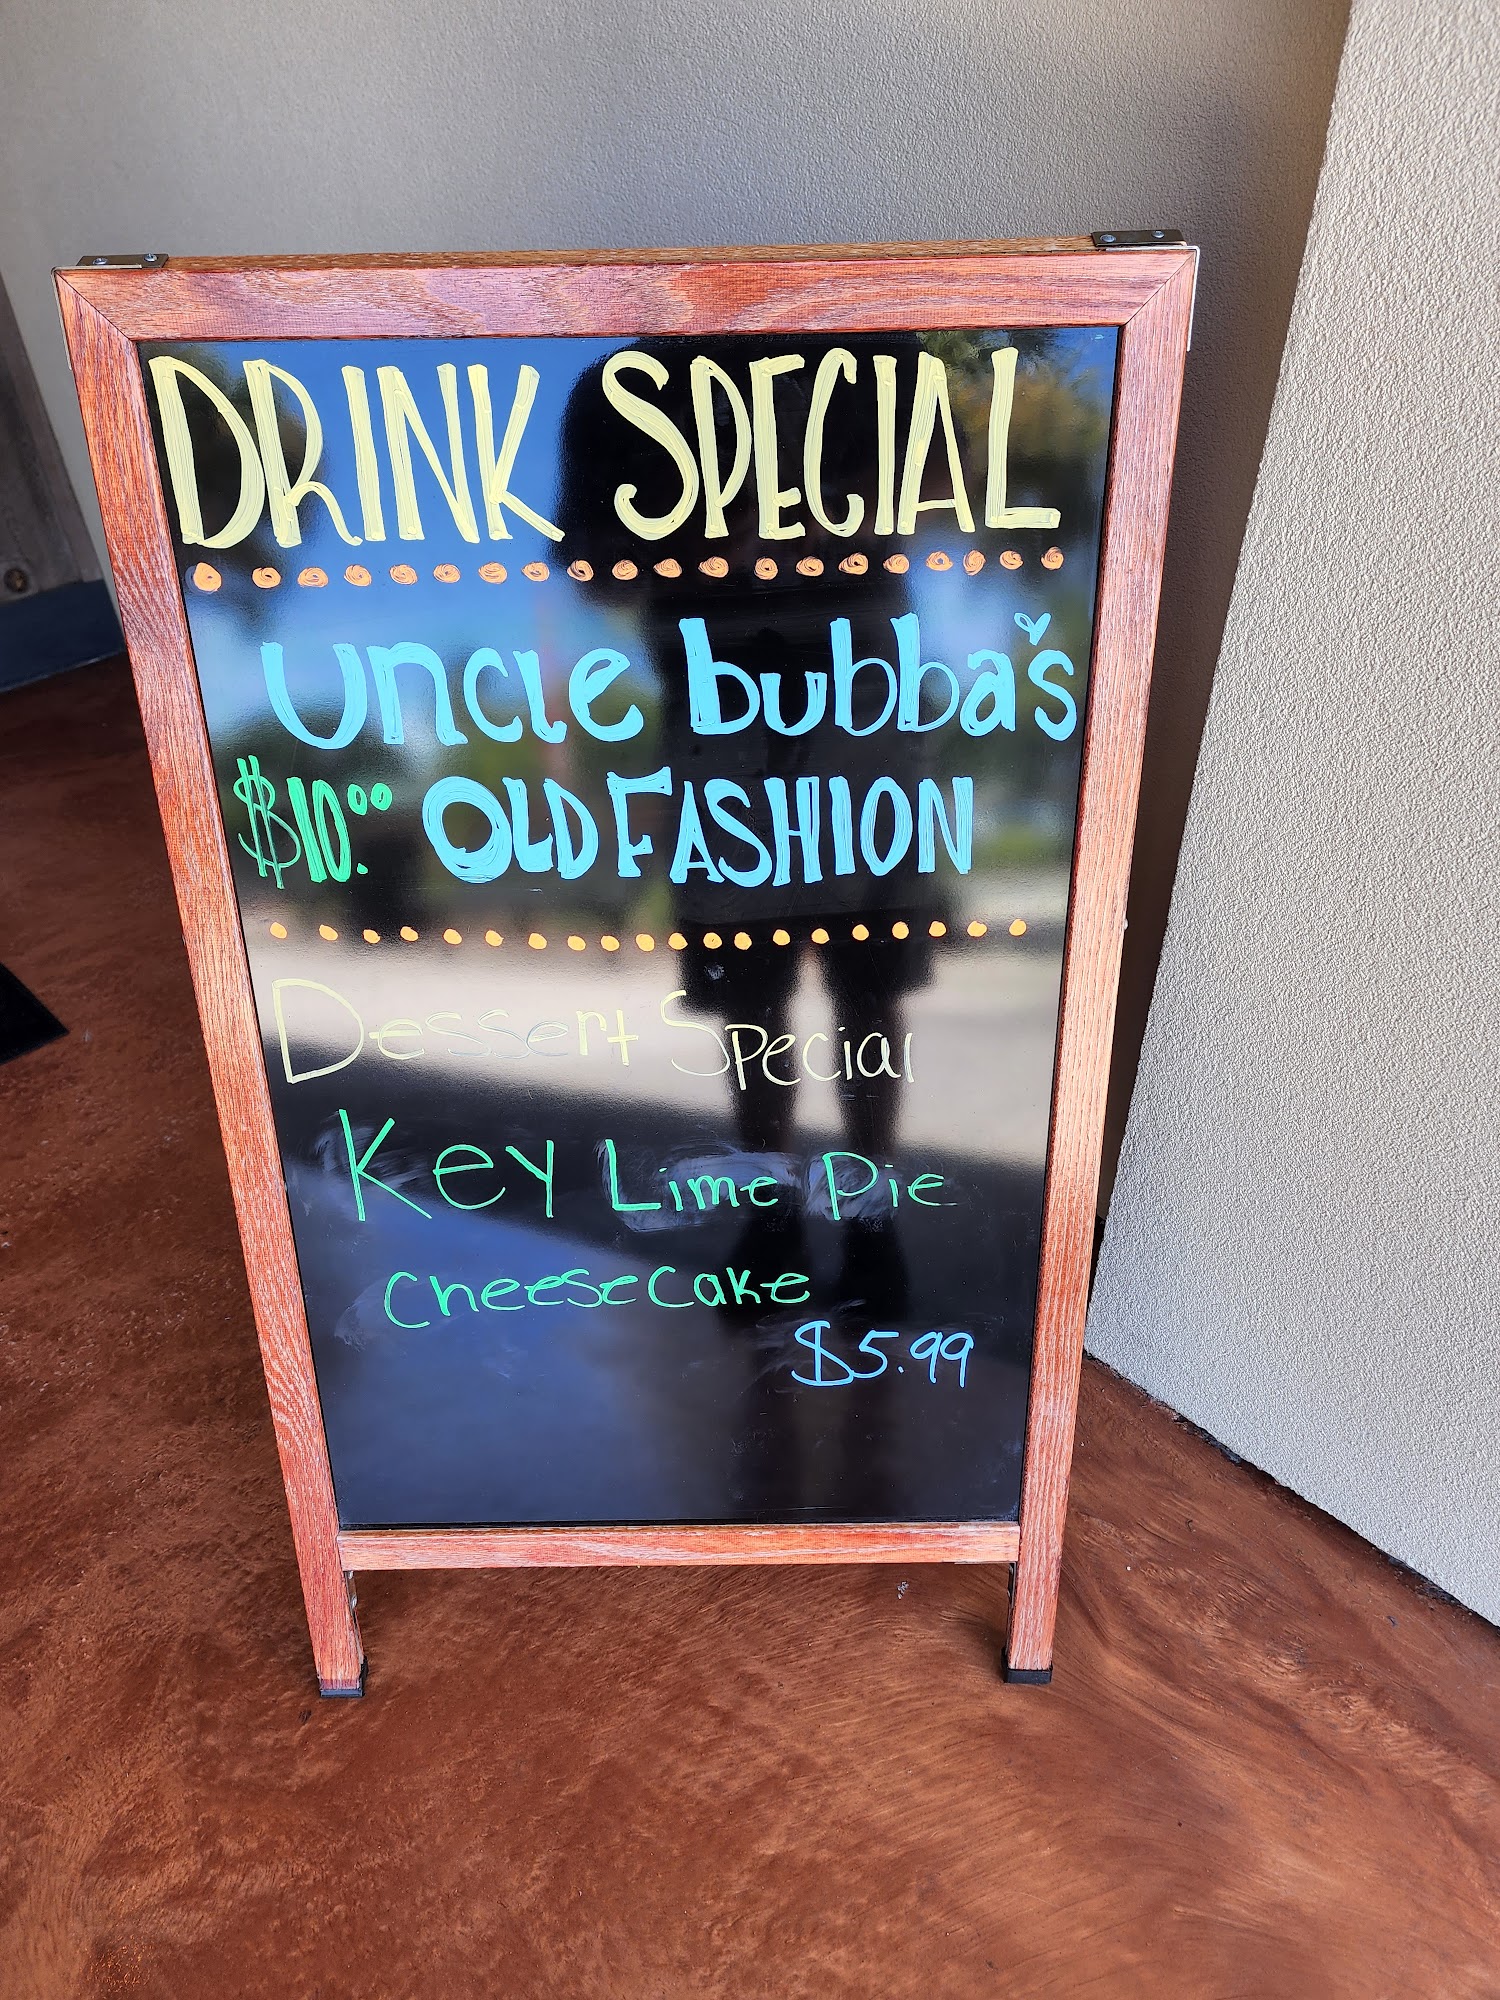 DRINK SPECIAL
uncle bubba's
$10.00 OLD FASHION
Dessert Special
Key Lime Pie
cheesecake
$5.99